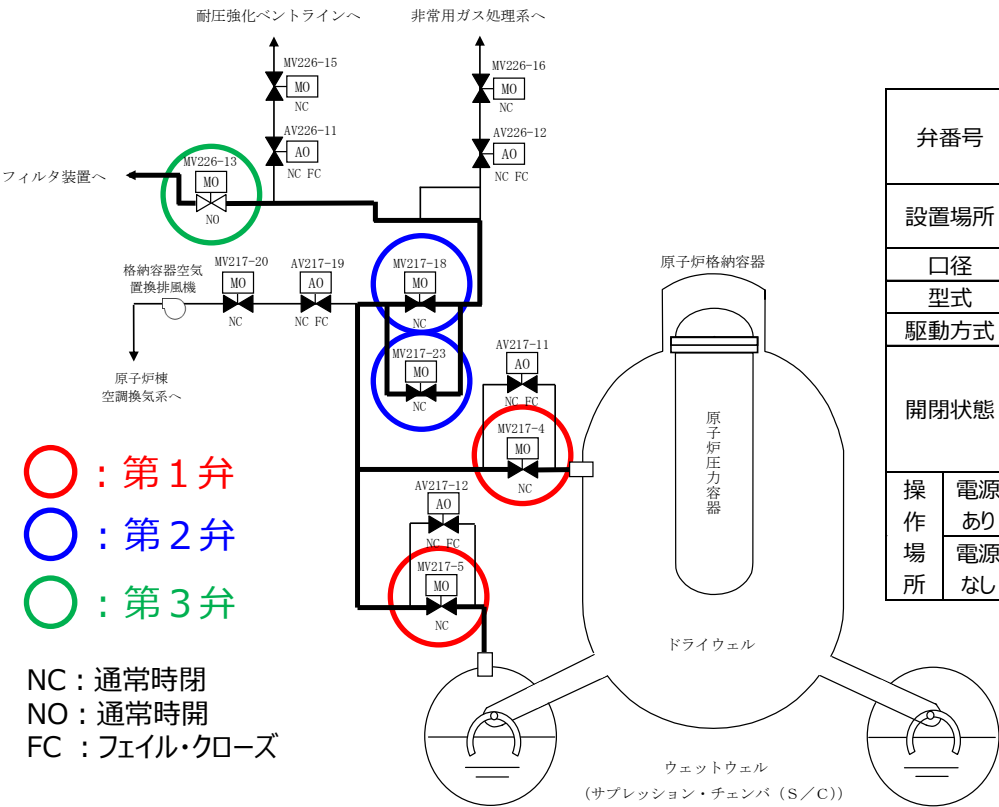 耐圧強化ベントラインへ
非常用ガス処理系へ
MV226-15
MO
NC
MV226-16
MO
NC
AV226-11
AO
NC FC
AV226-12
AO
NC FC
MV226-13
MO
NO
フィルタ装置へ
格納容器空気
置換排風機
MV217-20
MO
NC
AV217-19
AO
NC FC
MV217-18
MO
NC
原子炉棟
空調換気系へ
MV217-23
MO
NC
AV217-11
AO
NC FC
MV217-4
MO
NC
AV217-12
AO
NC FC
MV217-5
MO
NC
原子炉格納容器
原子炉圧力容器
ドライウェル
ウェットウェル
(サプレッション・チェンバ(S/C))
:第1弁
:第2弁
:第3弁
NC:通常時閉
NO:通常時開
FC :フェイル・クローズ
弁番号
設置場所
口径
型式
駆動方式
開閉状態
操作場所
電源
あり
電源
なし